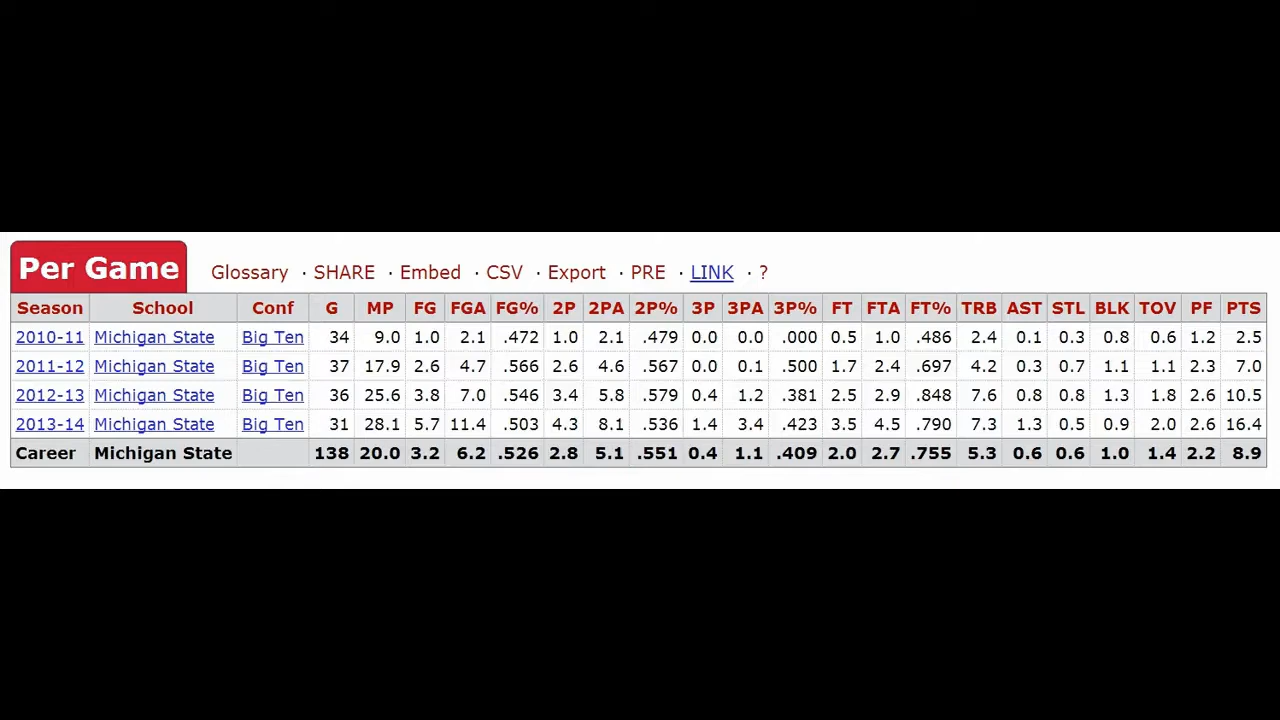 Per Game Glossary · SHARE · Embed · CSV · Export · PRE · LINK · ?
Season School Conf G MP FG FGA FG% 2P 2PA 2P% 3P 3PA 3P% FT FTA FT% TRB AST STL BLK TOV PF PTS
2010-11 Michigan State Big Ten 34 9.0 1.0 2.1 .472 1.0 2.1 .479 0.0 0.0 .000 0.5 1.0 .486 2.4 0.1 0.3 0.8 0.6 1.2 2.5
2011-12 Michigan State Big Ten 37 17.9 2.6 4.7 .566 2.6 4.6 .567 0.0 0.1 .500 1.7 2.4 .697 4.2 0.3 0.7 1.1 1.1 2.3 7.0
2012-13 Michigan State Big Ten 36 25.6 3.8 7.0 .546 3.4 5.8 .579 0.4 1.2 .381 2.5 2.9 .848 7.6 0.8 0.8 1.3 1.8 2.6 10.5
2013-14 Michigan State Big Ten 31 28.1 5.7 11.4 .503 4.3 8.1 .536 1.4 3.4 .423 3.5 4.5 .790 7.3 1.3 0.5 0.9 2.0 2.6 16.4
Career Michigan State 138 20.0 3.2 6.2 .526 2.8 5.1 .551 0.4 1.1 .409 2.0 2.7 .755 5.3 0.6 0.6 1.0 1.4 2.2 8.9